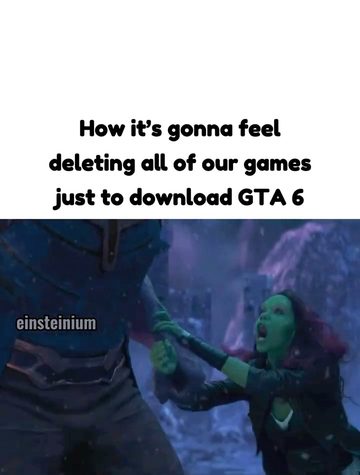 How it’s gonna feel
deleting all of our games
just to download GTA 6
einsteinium